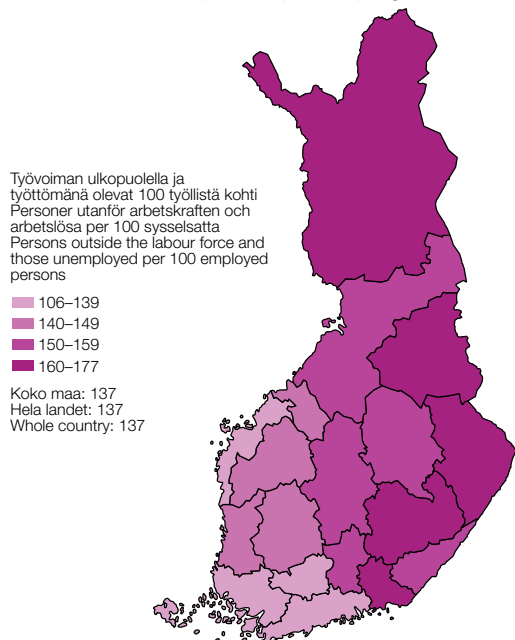 Työvoiman ulkopuolella ja
työttömänä olevat 100 työllistä kohti
Personer utanför arbetskraften och
arbetslösa per 100 sysselsatta
Persons outside the labour force and
those unemployed per 100 employed
persons
106–139
140–149
150–159
160–177
Koko maa: 137
Hela landet: 137
Whole country: 137